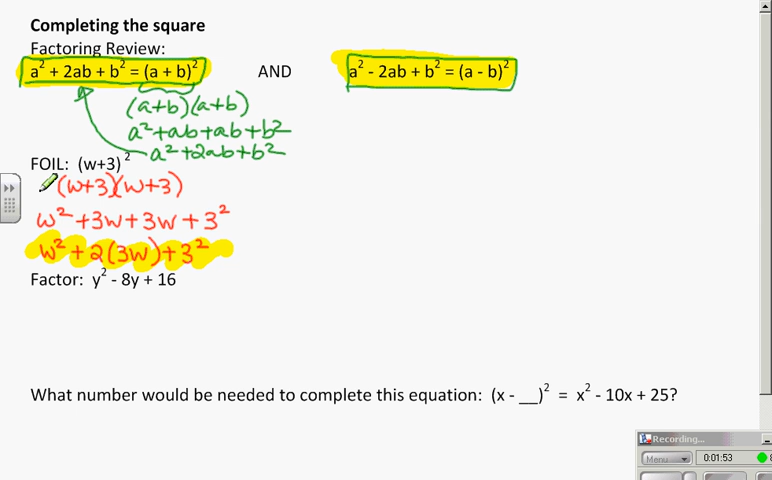 Completing the square
Factoring Review:
a² + 2ab + b² = (a + b)² AND a² - 2ab + b² = (a - b)²
(a+b)(a+b)
a²+ab+ab+b²
a²+2ab+b²
FOIL: (w+3)²
(w+3)(w+3)
w²+3w+3w+3²
w²+2(3w)+3²
Factor: y² - 8y + 16
What number would be needed to complete this equation: (x - __)² = x² - 10x + 25?
Recording...
Menu 0:01:53